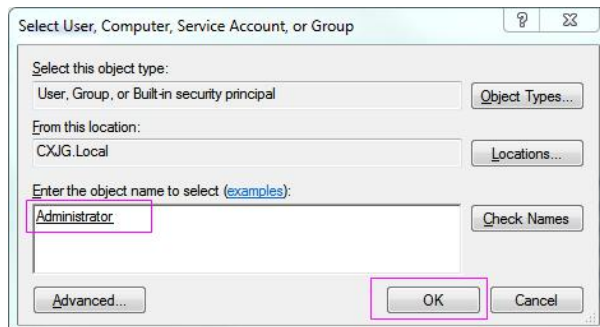 Select User, Computer, Service Account, or Group
Select this object type:
User, Group, or Built-in security principal
Object Types...
From this location:
CXJG.Local
Locations...
Enter the object name to select (examples):
Administrator
Check Names
Advanced...
OK
Cancel